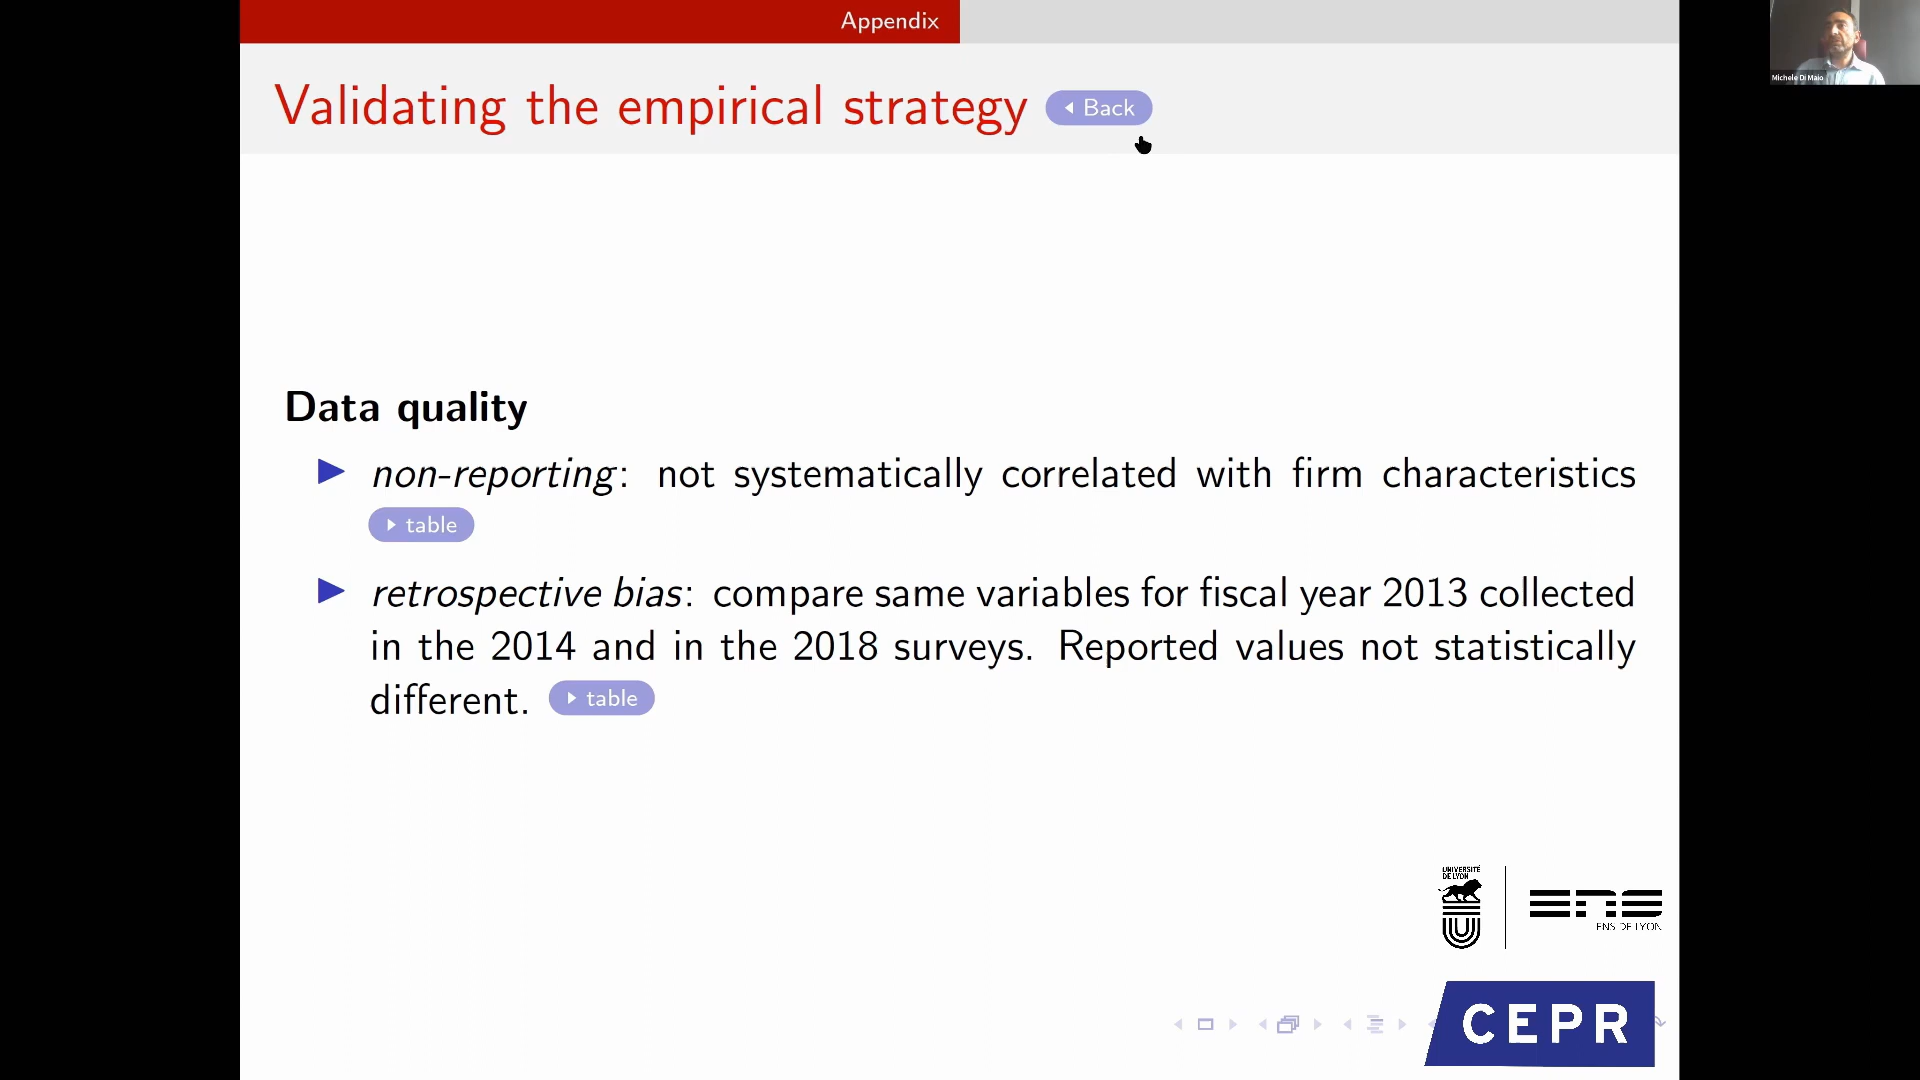 Appendix
Michele Di Maio
Validating the empirical strategy
Back
Data quality
non-reporting: not systematically correlated with firm characteristics
table
retrospective bias: compare same variables for fiscal year 2013 collected
in the 2014 and in the 2018 surveys. Reported values not statistically
different. table
UNIVERSITÉ
DE LYON
ENS
ENS DE LYON
CEPR